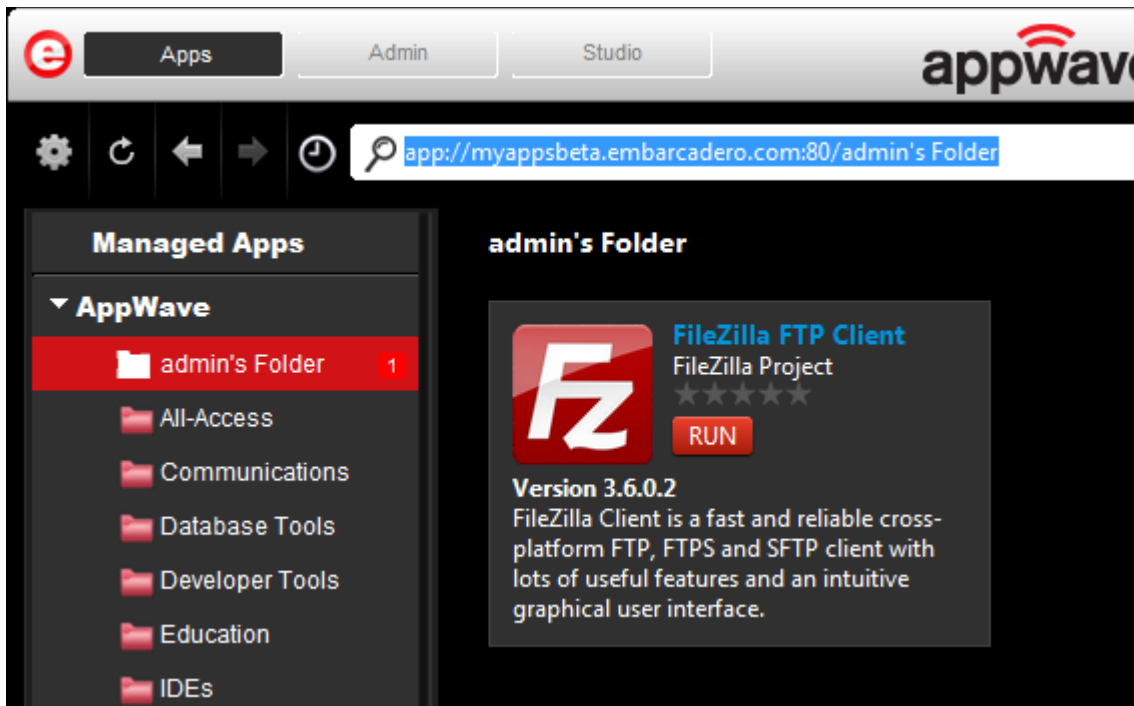 Apps
Admin
Studio
appwave
app://myappsbeta.embarcadero.com:80/admin's Folder
Managed Apps
AppWave
admin's Folder
1
All-Access
Communications
Database Tools
Developer Tools
Education
IDEs
admin's Folder
Fz
FileZilla FTP Client
FileZilla Project
RUN
Version 3.6.0.2
FileZilla Client is a fast and reliable cross-
platform FTP, FTPS and SFTP client with
lots of useful features and an intuitive
graphical user interface.